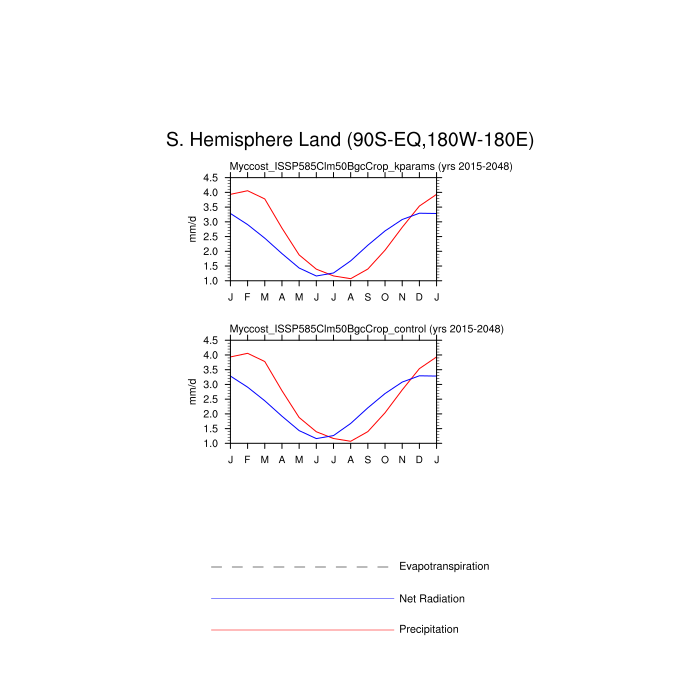 S. Hemisphere Land (90S-EQ,180W-180E)
Myccost_ISSP585Clm50BgcCrop_kparams (yrs 2015-2048)
4.5
4.0
3.5
3.0
2.5
2.0
1.5
1.0
mm/d
J F M A M J J A S O N D J
Myccost_ISSP585Clm50BgcCrop_control (yrs 2015-2048)
4.5
4.0
3.5
3.0
2.5
2.0
1.5
1.0
mm/d
J F M A M J J A S O N D J
Evapotranspiration
Net Radiation
Precipitation